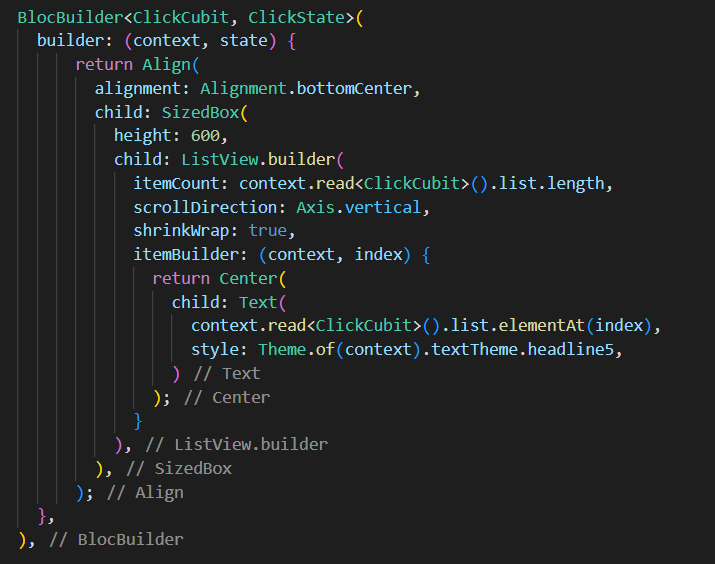 BlocBuilder<ClickCubit, ClickState>(
  builder: (context, state) {
      return Align(
        alignment: Alignment.bottomCenter,
        child: SizedBox(
          height: 600,
          child: ListView.builder(
            itemCount: context.read<ClickCubit>().list.length,
            scrollDirection: Axis.vertical,
            shrinkWrap: true,
            itemBuilder: (context, index) {
              return Center(
                child: Text(
                  context.read<ClickCubit>().list.elementAt(index),
                  style: Theme.of(context).textTheme.headline5,
                ) // Text
              ); // Center
            }
          ), // ListView.builder
        ), // SizedBox
      ); // Align
  },
), // BlocBuilder